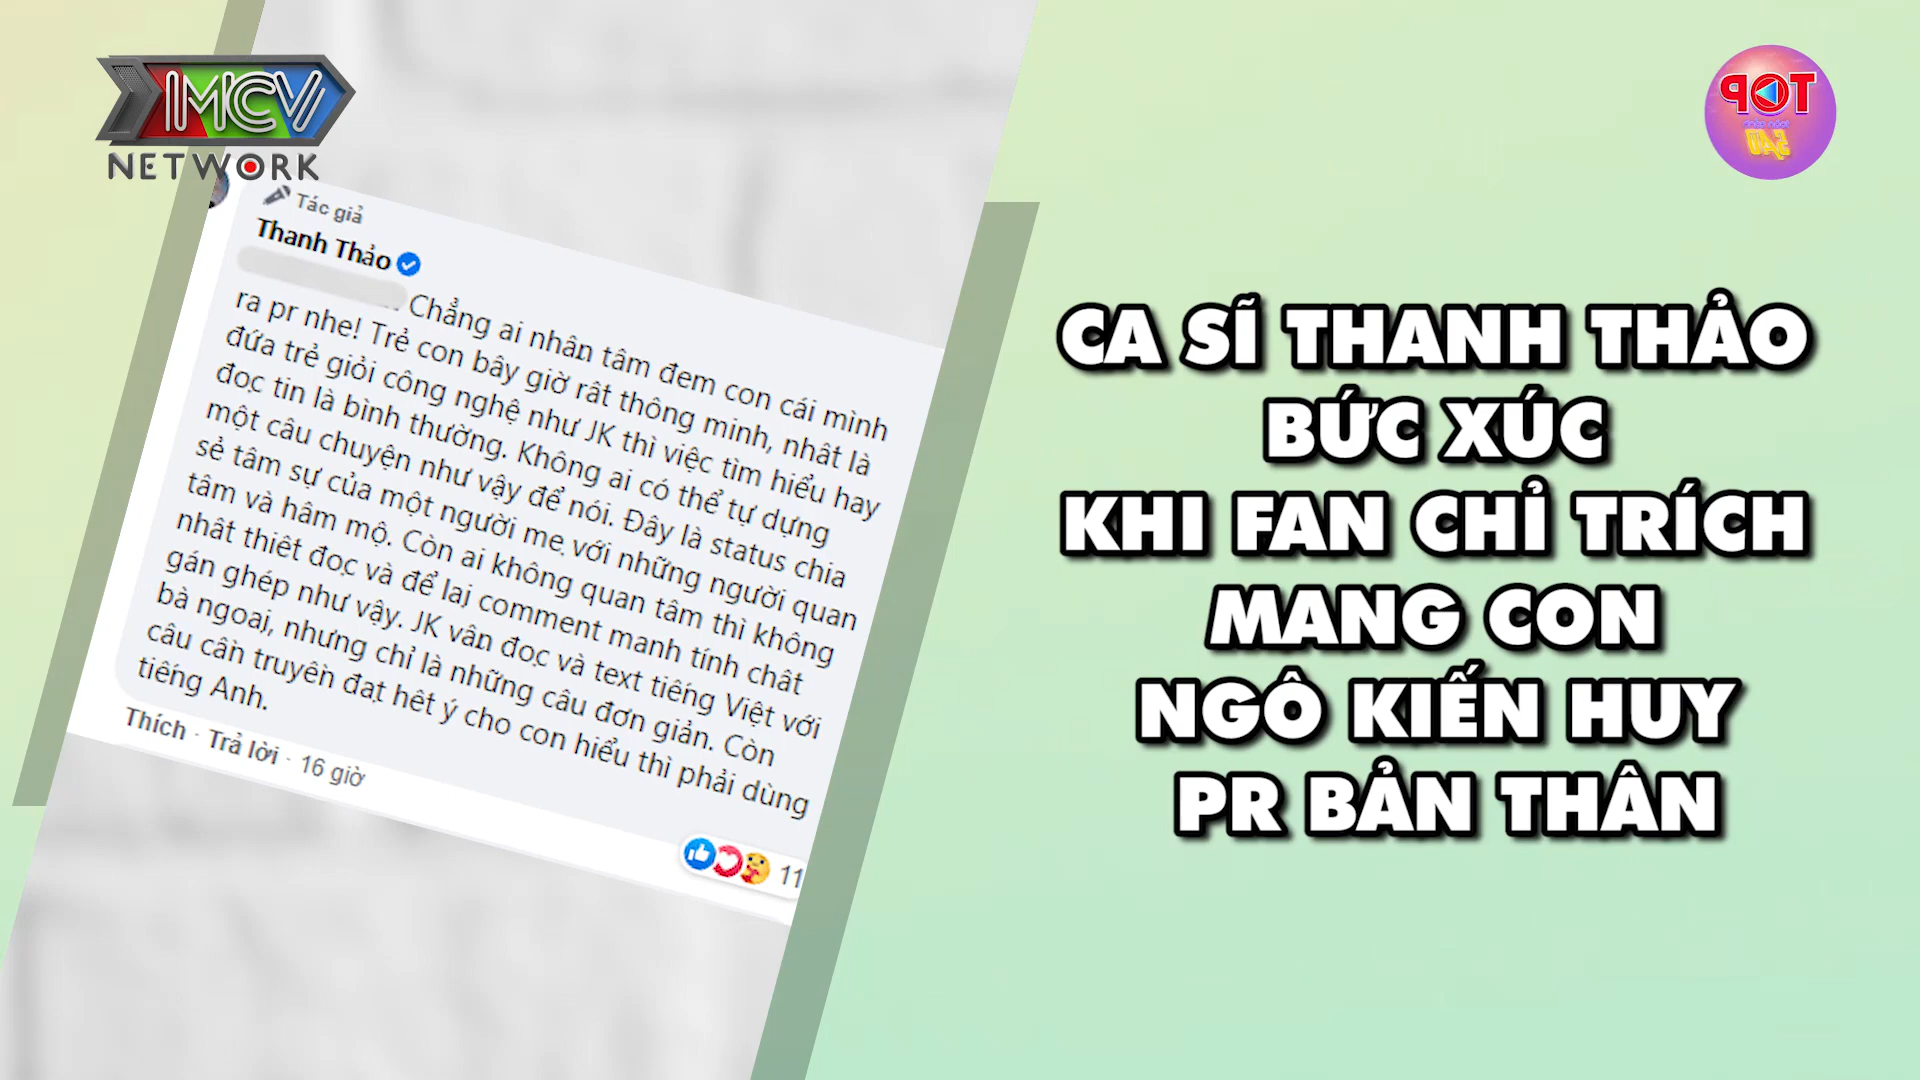 MCV
NETWORK
TOP
Tác giả
Thanh Thảo
Chẳng ai nhẫn tâm đem con cái mình
ra pr nhe! Trẻ con bây giờ rất thông minh, nhất là
đứa trẻ giỏi công nghệ như JK thì việc tìm hiểu hay
đọc tin là bình thường. Không ai có thể tự dựng
một câu chuyện như vậy để nói. Đây là status chia
sẻ tâm sự của một người mẹ với những người quan
tâm và hâm mộ. Còn ai không quan tâm thì không
nhất thiết đọc và để lại comment manh tính chất
gán ghép như vậy. JK vẫn đọc và text tiếng Việt với
bà ngoại, nhưng chỉ là những câu đơn giản. Còn
câu cần truyền đạt hết ý cho con hiểu thì phải dùng
tiếng Anh.
Thích · Trả lời · 16 giờ
11
CA SĨ THANH THẢO
BỨC XÚC
KHI FAN CHỈ TRÍCH
MANG CON
NGÔ KIẾN HUY
PR BẢN THÂN